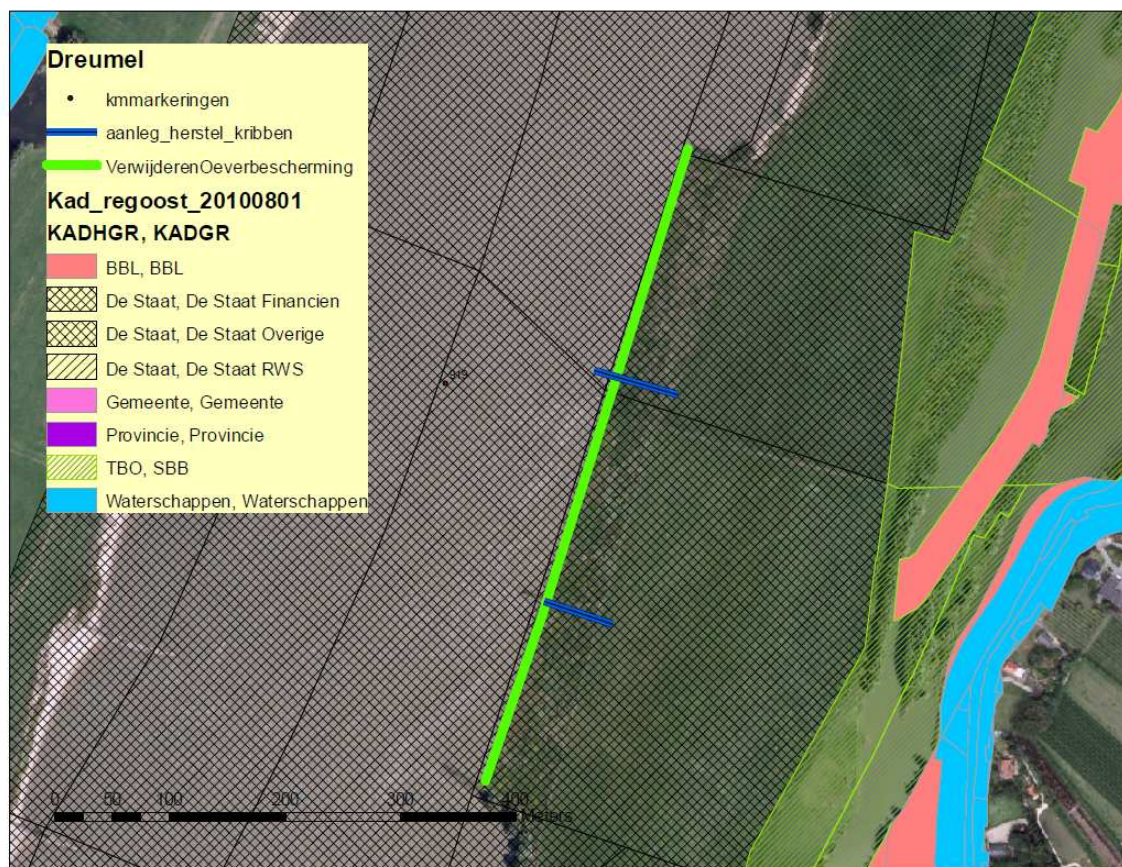 Dreumel
kmmarkeringen
aanleg_herstel_kribben
VerwijderenOeverbescherming
Kad_regoost_20100801
KADHGR, KADGR
BBL, BBL
De Staat, De Staat Financien
De Staat, De Staat Overige
De Staat, De Staat RWS
Gemeente, Gemeente
Provincie, Provincie
TBO, SBB
Waterschappen, Waterschappen
919
0 50 100 200 300 400
Meters